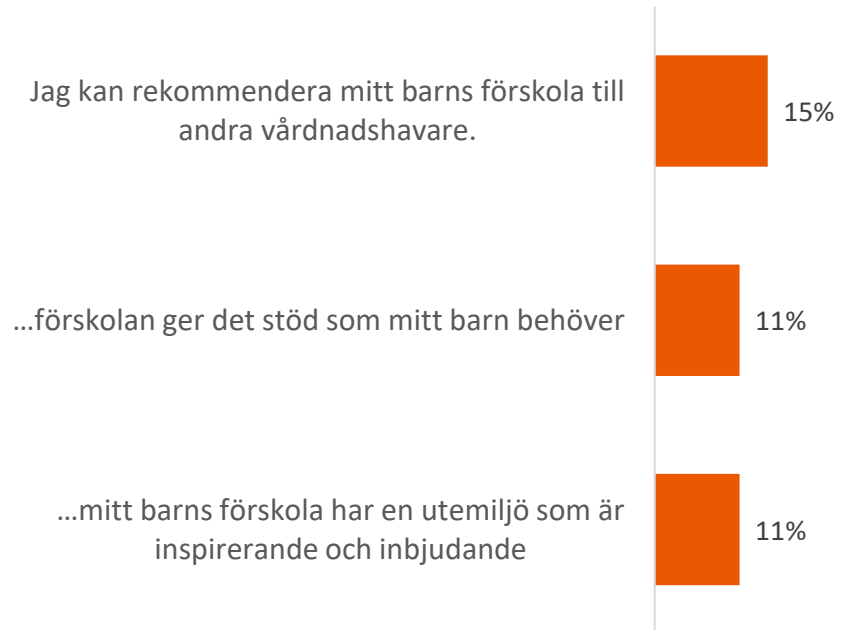 Jag kan rekommendera mitt barns förskola till
andra vårdnadshavare.
15%
…förskolan ger det stöd som mitt barn behöver
11%
…mitt barns förskola har en utemiljö som är
inspirerande och inbjudande
11%